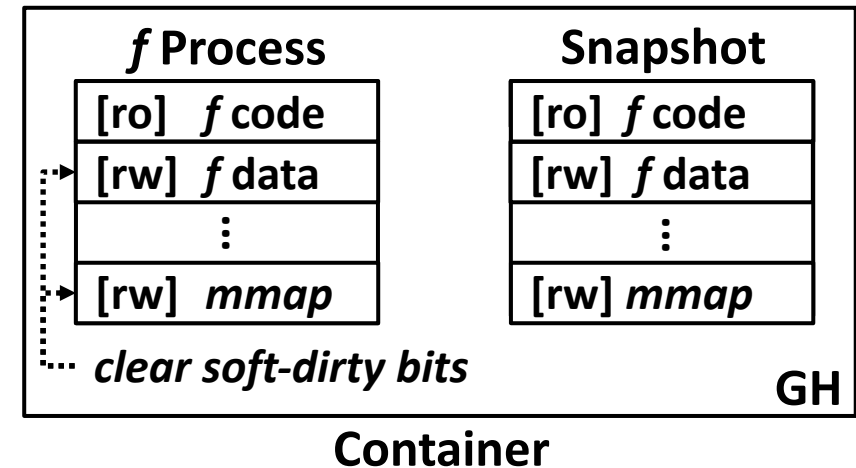 f Process
[ro] f code
[rw] f data
⋮
[rw] mmap
clear soft-dirty bits
Snapshot
[ro] f code
[rw] f data
⋮
[rw] mmap
GH
Container